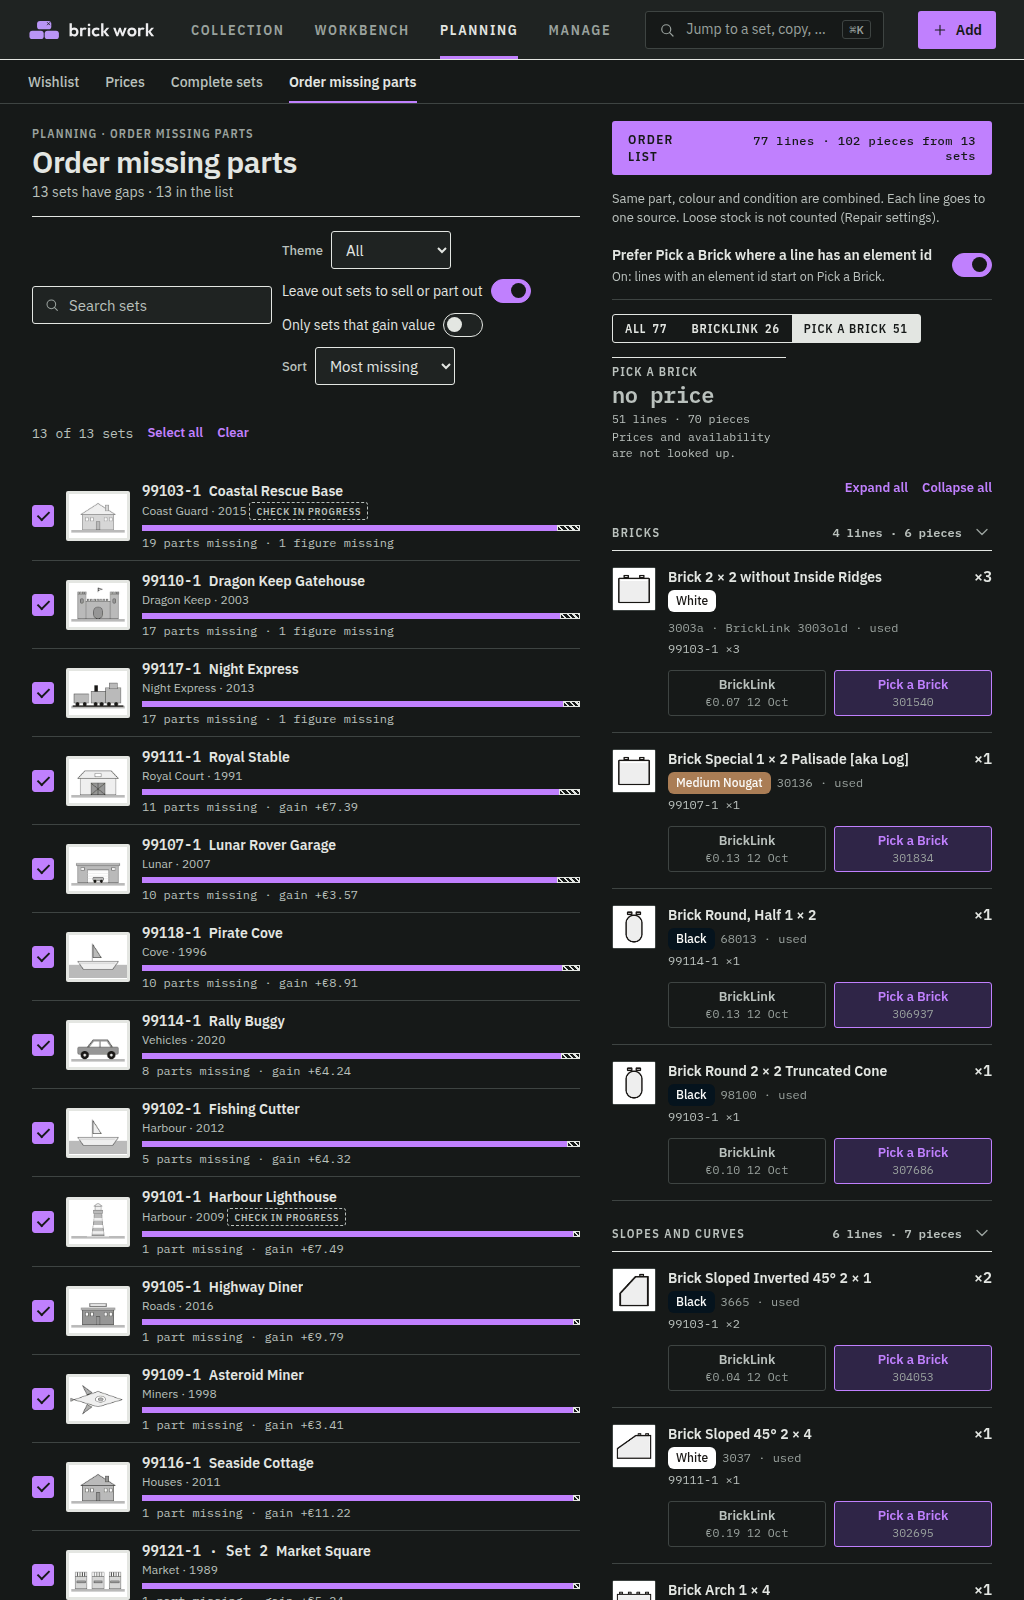 brick work
COLLECTION
WORKBENCH
PLANNING
MANAGE
Jump to a set, copy, ...
⌘K
+ Add
Wishlist
Prices
Complete sets
Order missing parts
PLANNING · ORDER MISSING PARTS
Order missing parts
13 sets have gaps · 13 in the list
Search sets
Theme All
Leave out sets to sell or part out
Only sets that gain value
Sort Most missing
13 of 13 sets Select all Clear
99103-1 Coastal Rescue Base
Coast Guard · 2015 CHECK IN PROGRESS
19 parts missing · 1 figure missing
99110-1 Dragon Keep Gatehouse
Dragon Keep · 2003
17 parts missing · 1 figure missing
99117-1 Night Express
Night Express · 2013
17 parts missing · 1 figure missing
99111-1 Royal Stable
Royal Court · 1991
11 parts missing · gain +€7.39
99107-1 Lunar Rover Garage
Lunar · 2007
10 parts missing · gain +€3.57
99118-1 Pirate Cove
Cove · 1996
10 parts missing · gain +€8.91
99114-1 Rally Buggy
Vehicles · 2020
8 parts missing · gain +€4.24
99102-1 Fishing Cutter
Harbour · 2012
5 parts missing · gain +€4.32
99101-1 Harbour Lighthouse
Harbour · 2009 CHECK IN PROGRESS
1 part missing · gain +€7.49
99105-1 Highway Diner
Roads · 2016
1 part missing · gain +€9.79
99109-1 Asteroid Miner
Miners · 1998
1 part missing · gain +€3.41
99116-1 Seaside Cottage
Houses · 2011
1 part missing · gain +€11.22
99121-1 · Set 2 Market Square
Market · 1989
ORDER LIST
77 lines · 102 pieces from 13 sets
Same part, colour and condition are combined. Each line goes to
one source. Loose stock is not counted (Repair settings).
Prefer Pick a Brick where a line has an element id
On: lines with an element id start on Pick a Brick.
ALL 77
BRICKLINK 26
PICK A BRICK 51
PICK A BRICK
no price
51 lines · 70 pieces
Prices and availability
are not looked up.
Expand all Collapse all
BRICKS 4 lines · 6 pieces
Brick 2 × 2 without Inside Ridges ×3
White
3003a · BrickLink 3003old · used
99103-1 ×3
BrickLink
€0.07 12 Oct
Pick a Brick
301540
Brick Special 1 × 2 Palisade [aka Log] ×1
Medium Nougat 30136 · used
99107-1 ×1
BrickLink
€0.13 12 Oct
Pick a Brick
301834
Brick Round, Half 1 × 2 ×1
Black 68013 · used
99114-1 ×1
BrickLink
€0.13 12 Oct
Pick a Brick
306937
Brick Round 2 × 2 Truncated Cone ×1
Black 98100 · used
99103-1 ×1
BrickLink
€0.10 12 Oct
Pick a Brick
307686
SLOPES AND CURVES 6 lines · 7 pieces
Brick Sloped Inverted 45° 2 × 1 ×2
Black 3665 · used
99103-1 ×2
BrickLink
€0.04 12 Oct
Pick a Brick
304053
Brick Sloped 45° 2 × 4 ×1
White 3037 · used
99111-1 ×1
BrickLink
€0.19 12 Oct
Pick a Brick
302695
Brick Arch 1 × 4 ×1